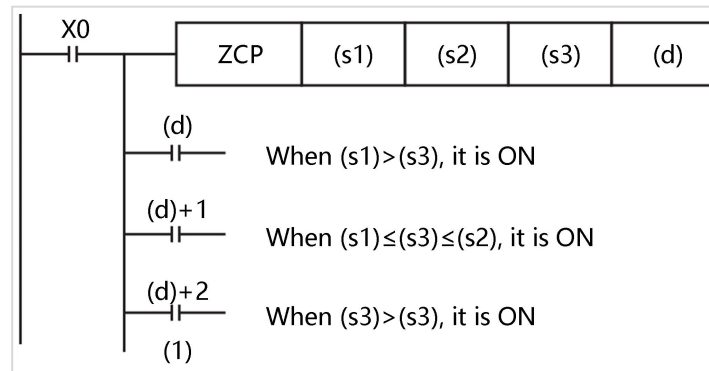 X0
ZCP (s1) (s2) (s3) (d)
(d)
When (s1)>(s3), it is ON
(d)+1
When (s1)≤(s3)≤(s2), it is ON
(d)+2
When (s3)>(s3), it is ON
(1)